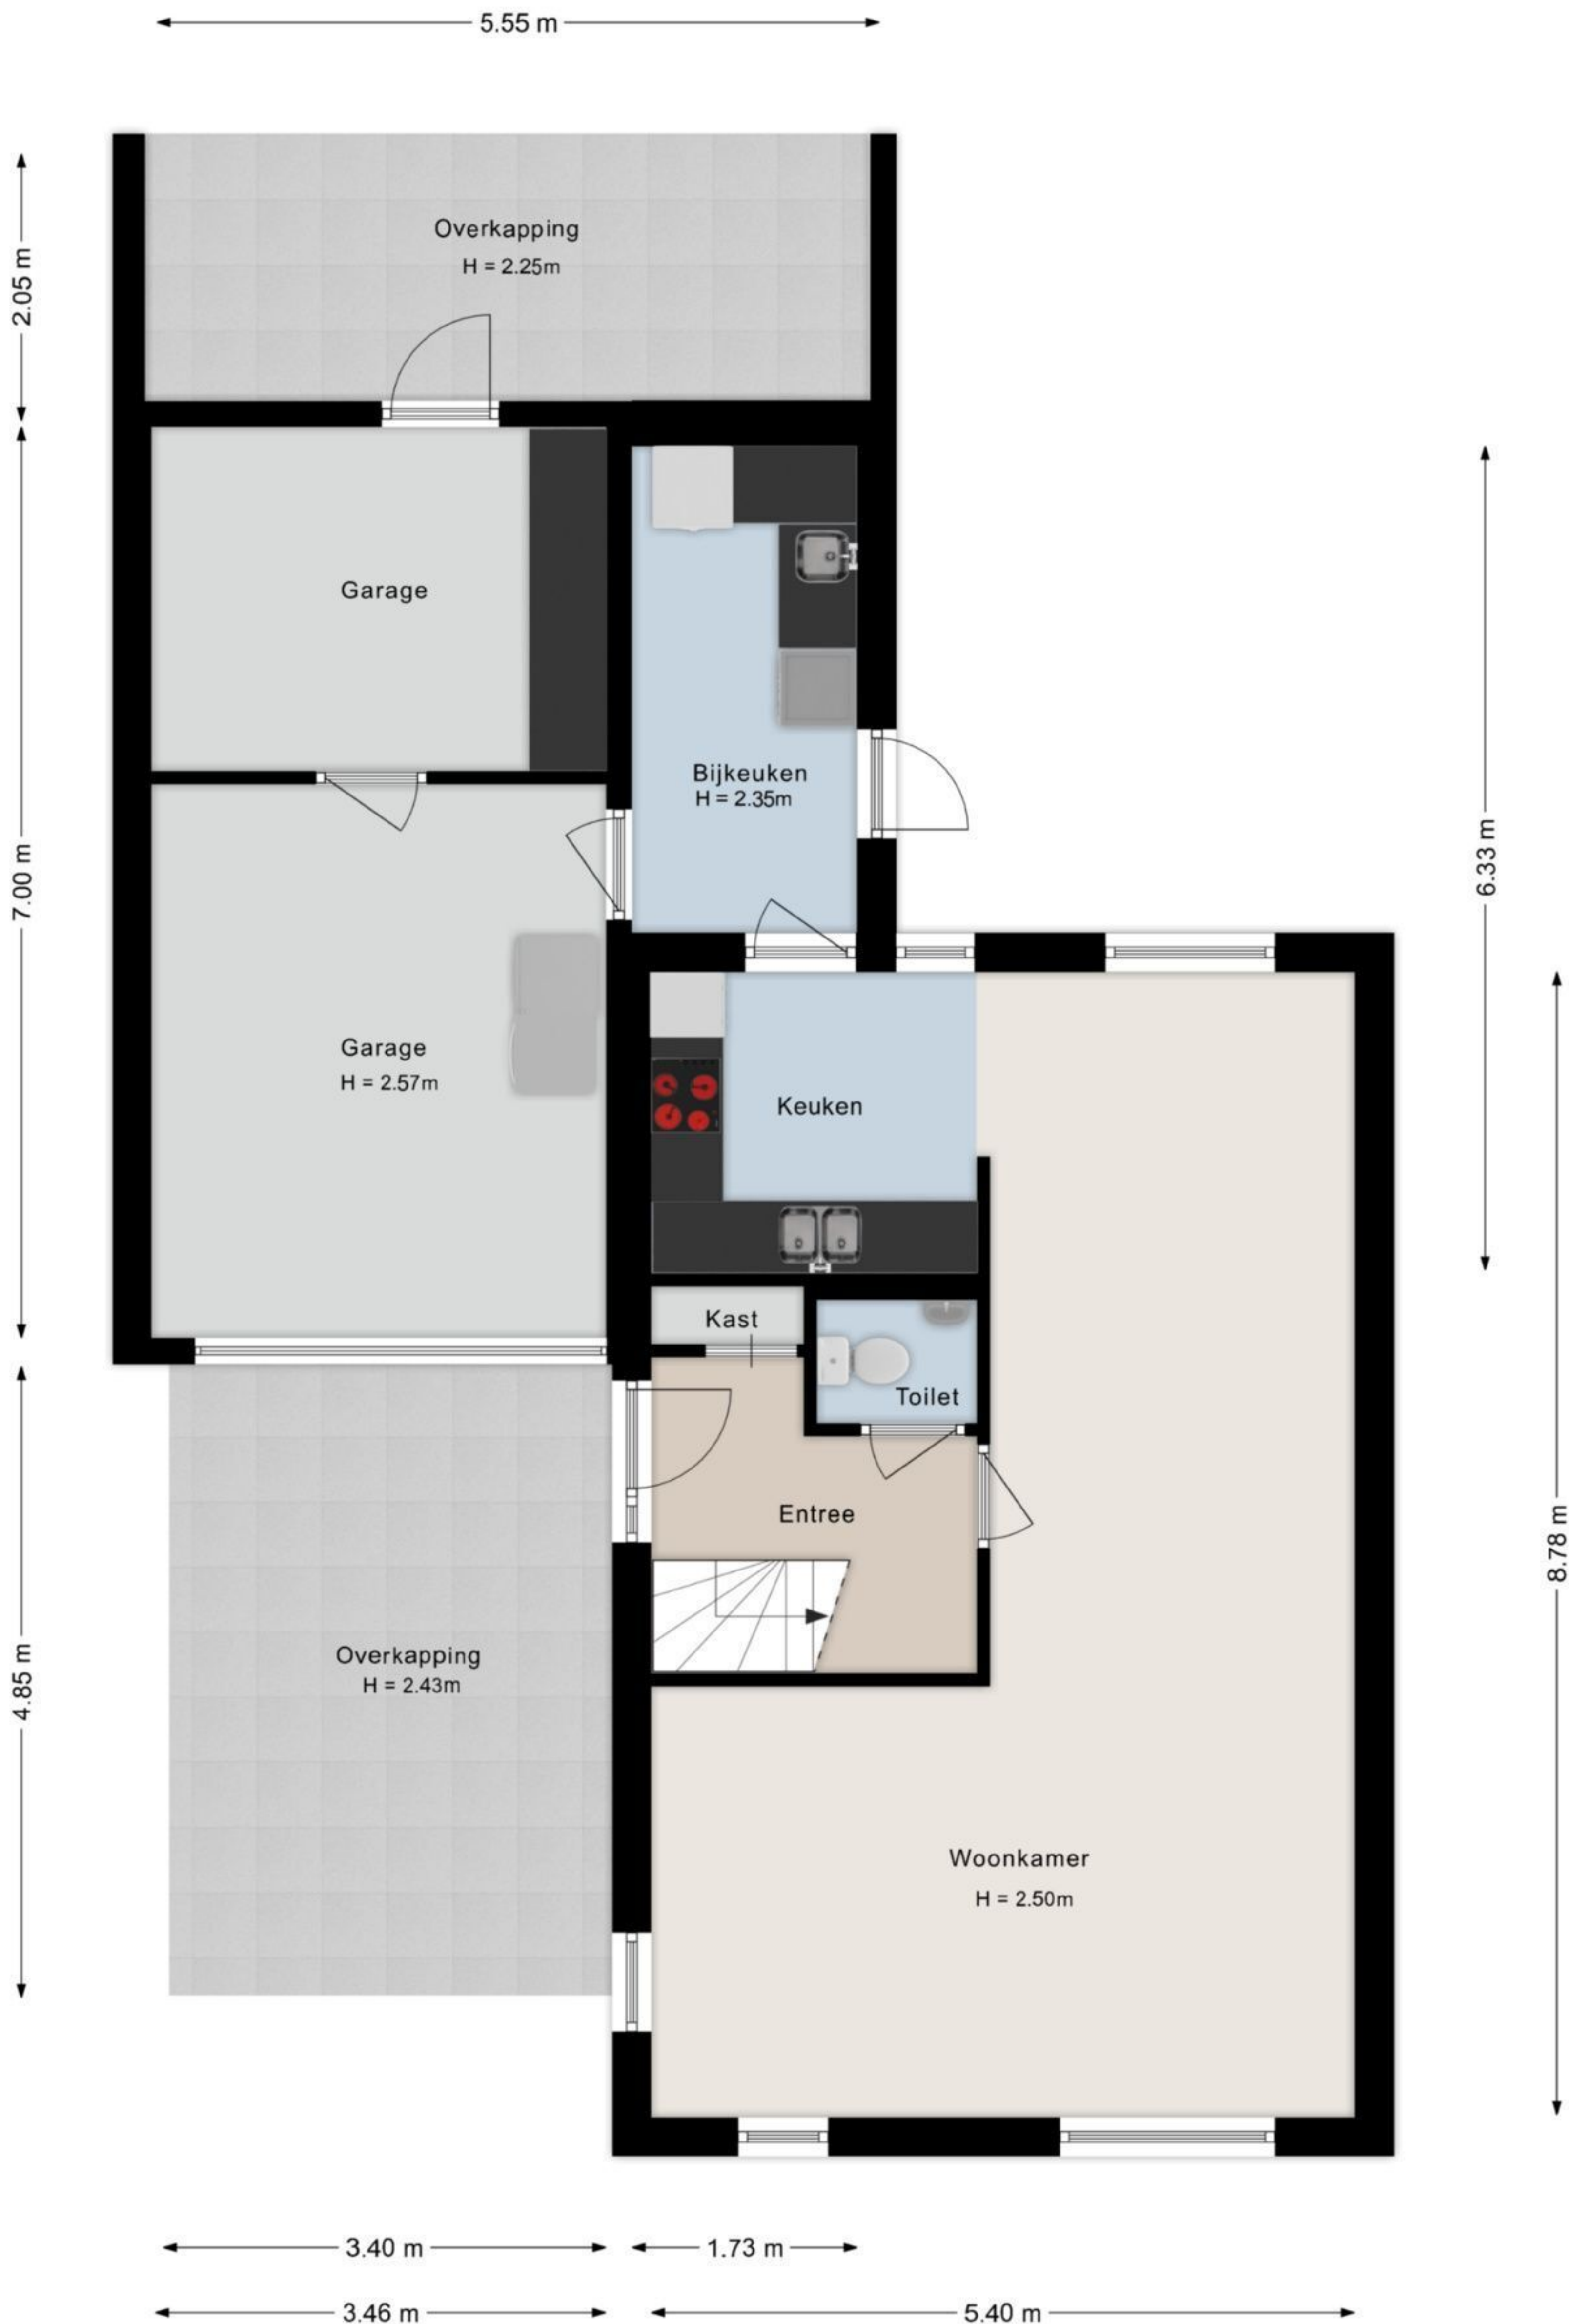 5.55 m
Overkapping
H = 2.25m
2.05 m
Garage
Bijkeuken
H = 2.35m
7.00 m
6.33 m
Garage
H = 2.57m
Keuken
Kast
Toilet
Entree
8.78 m
Overkapping
H = 2.43m
4.85 m
Woonkamer
H = 2.50m
3.40 m
1.73 m
3.46 m
5.40 m